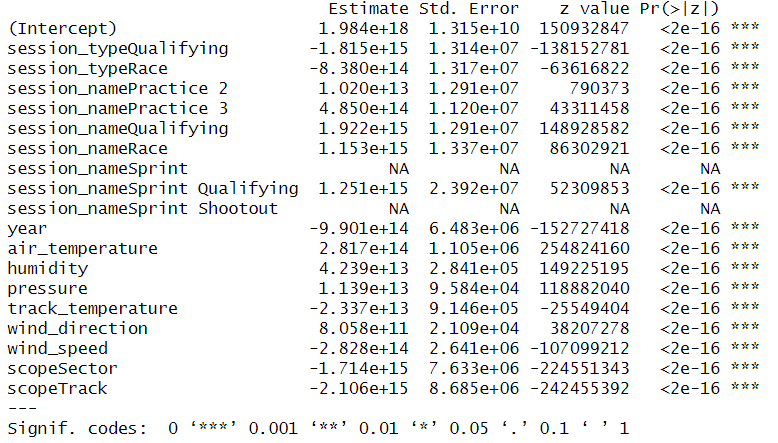 Estimate Std. Error    z value Pr(>|z|)
(Intercept)                 1.984e+18  1.315e+10  150932847   <2e-16 ***
session_typeQualifying     -1.815e+15  1.314e+07 -138152781   <2e-16 ***
session_typeRace           -8.380e+14  1.317e+07  -63616822   <2e-16 ***
session_namePractice 2      1.020e+13  1.291e+07     790373   <2e-16 ***
session_namePractice 3      4.850e+14  1.120e+07   43311458   <2e-16 ***
session_nameQualifying      1.922e+15  1.291e+07  148928582   <2e-16 ***
session_nameRace            1.153e+15  1.337e+07   86302921   <2e-16 ***
session_nameSprint                 NA         NA         NA       NA
session_nameSprint Qualifying  1.251e+15  2.392e+07   52309853   <2e-16 ***
session_nameSprint Shootout        NA         NA         NA       NA
year                       -9.901e+14  6.483e+06 -152727418   <2e-16 ***
air_temperature             2.817e+14  1.105e+06  254824160   <2e-16 ***
humidity                    4.239e+13  2.841e+05  149225195   <2e-16 ***
pressure                    1.139e+13  9.584e+04  118882040   <2e-16 ***
track_temperature          -2.337e+13  9.146e+05  -25549404   <2e-16 ***
wind_direction              8.058e+11  2.109e+04   38207278   <2e-16 ***
wind_speed                 -2.828e+14  2.641e+06 -107099212   <2e-16 ***
scopeSector                -1.714e+15  7.633e+06 -224551343   <2e-16 ***
scopeTrack                 -2.106e+15  8.685e+06 -242455392   <2e-16 ***
---
Signif. codes:  0 ‘***’ 0.001 ‘**’ 0.01 ‘*’ 0.05 ‘.’ 0.1 ‘ ’ 1